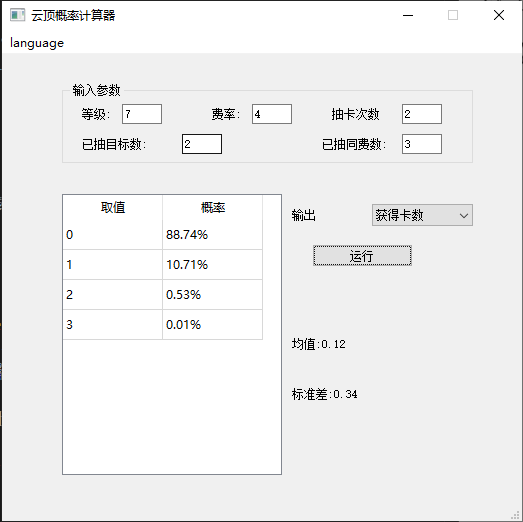 云顶概率计算器
language
输入参数
等级: 7 费率: 4 抽卡次数 2
已抽目标数: 2 已抽同费数: 3
取值 概率
0 88.74%
1 10.71%
2 0.53%
3 0.01%
输出 获得卡数
运行
均值:0.12
标准差:0.34